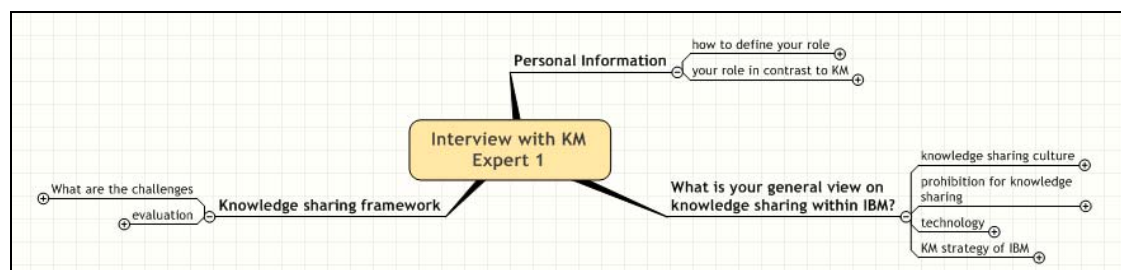 Personal Information
how to define your role
your role in contrast to KM
Interview with KM
Expert 1
What is your general view on
knowledge sharing within IBM?
knowledge sharing culture
prohibition for knowledge
sharing
technology
KM strategy of IBM
Knowledge sharing framework
What are the challenges
evaluation